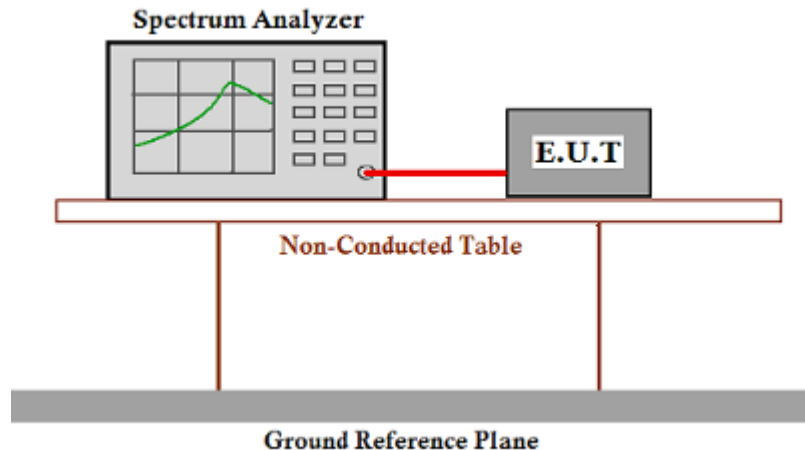 Spectrum Analyzer
E.U.T
Non-Conducted Table
Ground Reference Plane